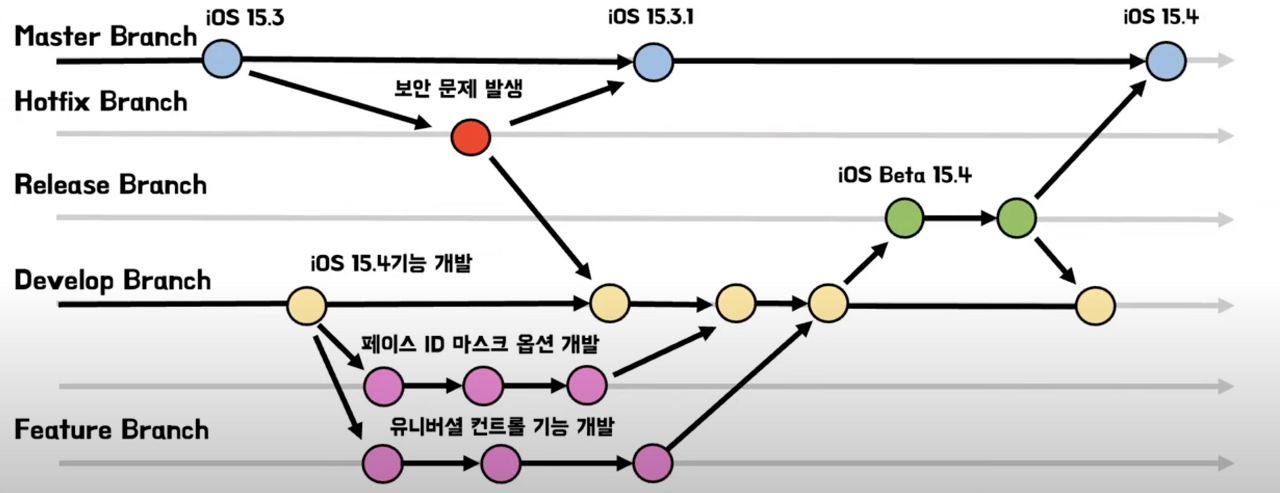 iOS 15.3
iOS 15.3.1
iOS 15.4
Master Branch
보안 문제 발생
Hotfix Branch
Release Branch
iOS Beta 15.4
iOS 15.4기능 개발
Develop Branch
페이스 ID 마스크 옵션 개발
유니버셜 컨트롤 기능 개발
Feature Branch